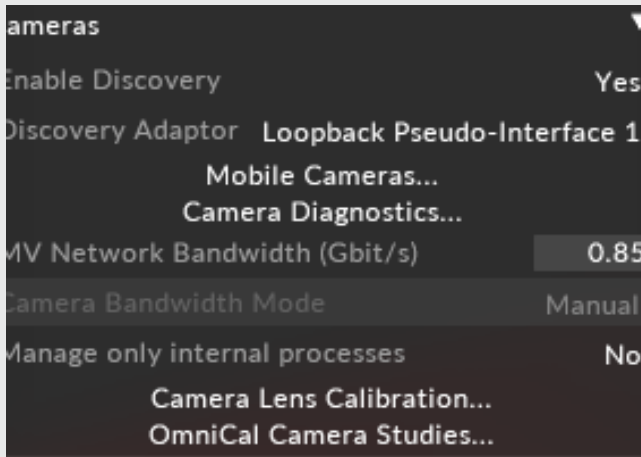 ameras
Enable Discovery Yes
Discovery Adaptor Loopback Pseudo-Interface 1
Mobile Cameras...
Camera Diagnostics...
MV Network Bandwidth (Gbit/s) 0.85
Camera Bandwidth Mode Manual
Manage only internal processes No
Camera Lens Calibration...
OmniCal Camera Studies...